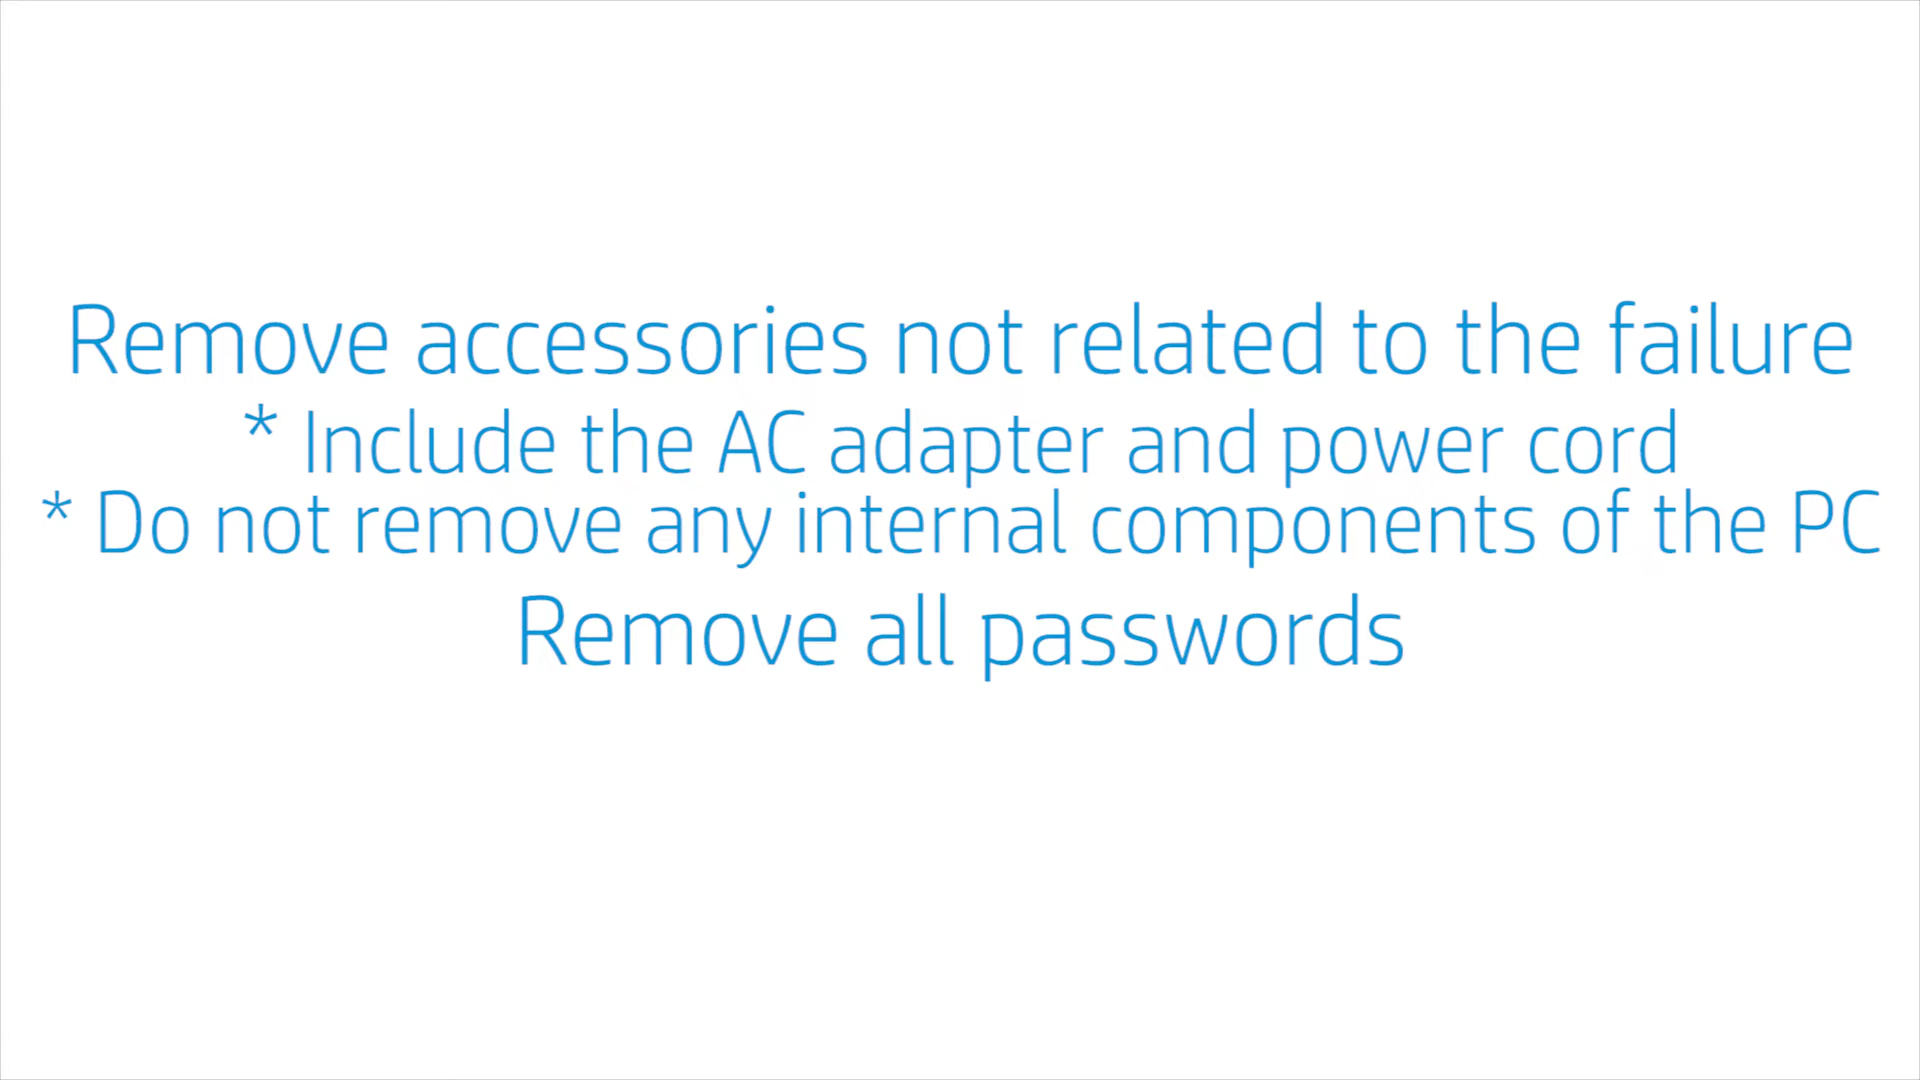 Remove accessories not related to the failure
* Include the AC adapter and power cord
* Do not remove any internal components of the PC
Remove all passwords